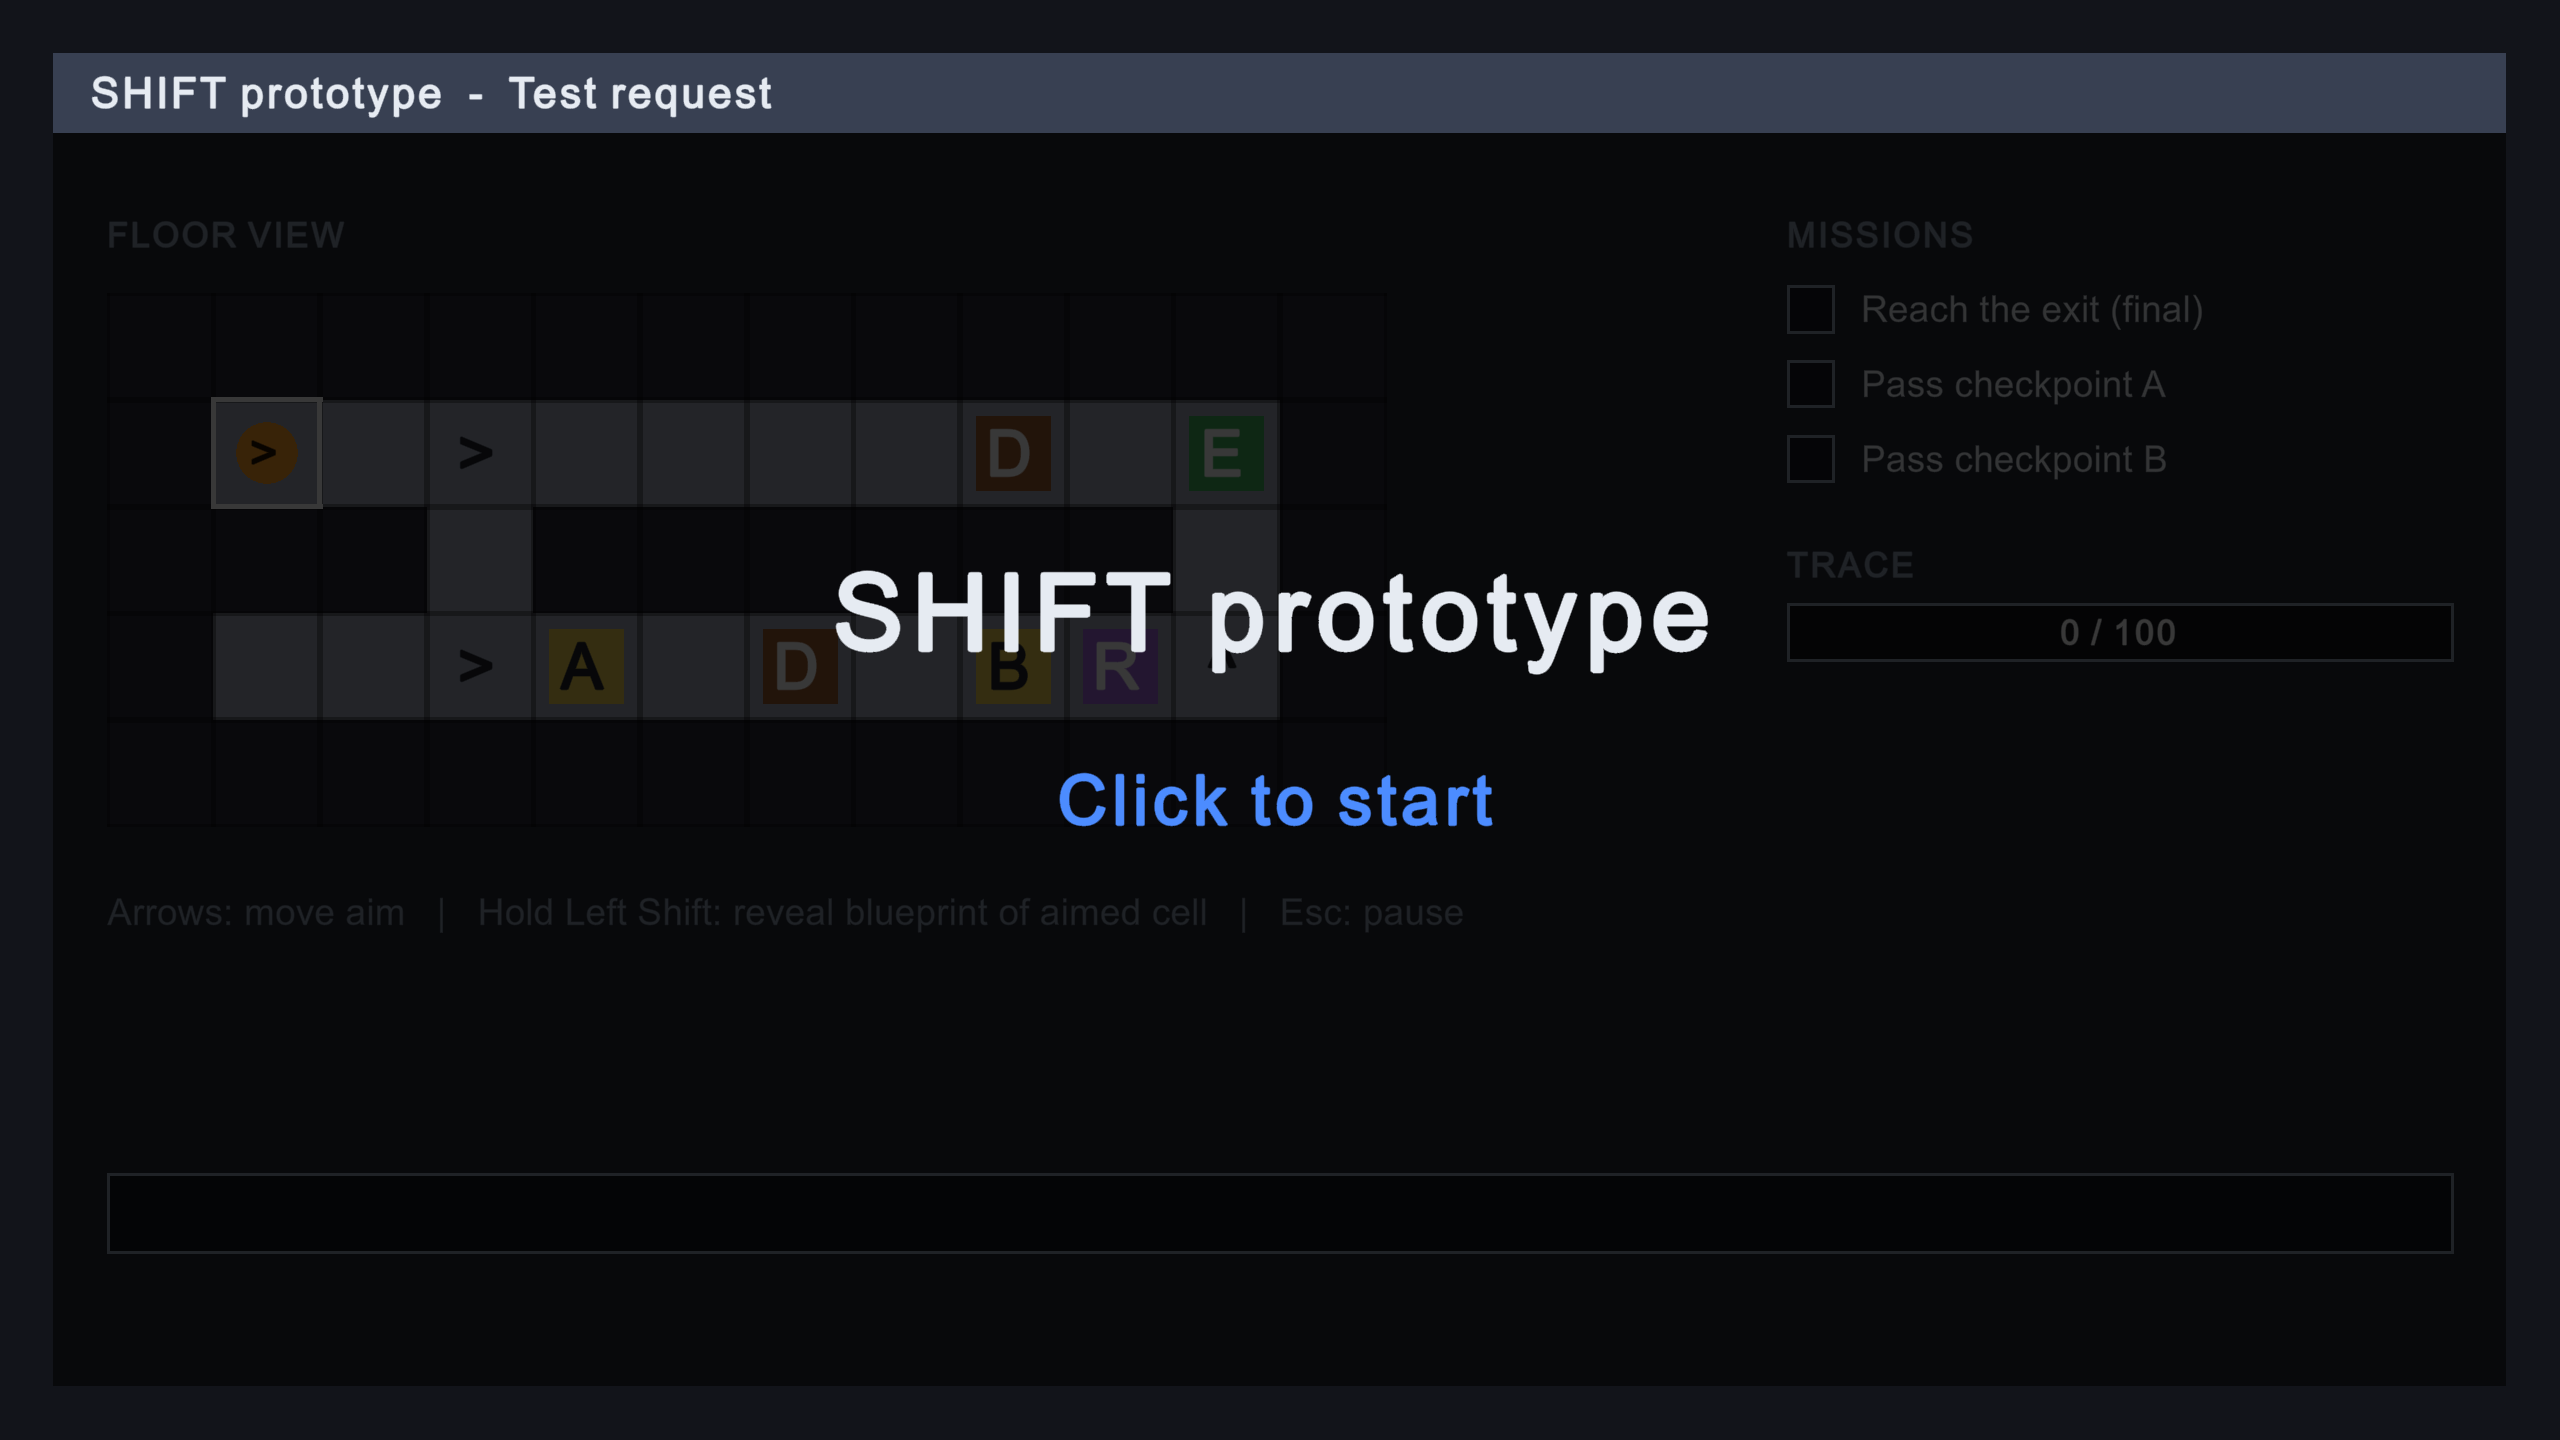 SHIFT prototype - Test request
FLOOR VIEW
MISSIONS
Reach the exit (final)
Pass checkpoint A
Pass checkpoint B
> > D E
TRACE
0 / 100
SHIFT prototype
> A D B R ^
Click to start
Arrows: move aim | Hold Left Shift: reveal blueprint of aimed cell | Esc: pause